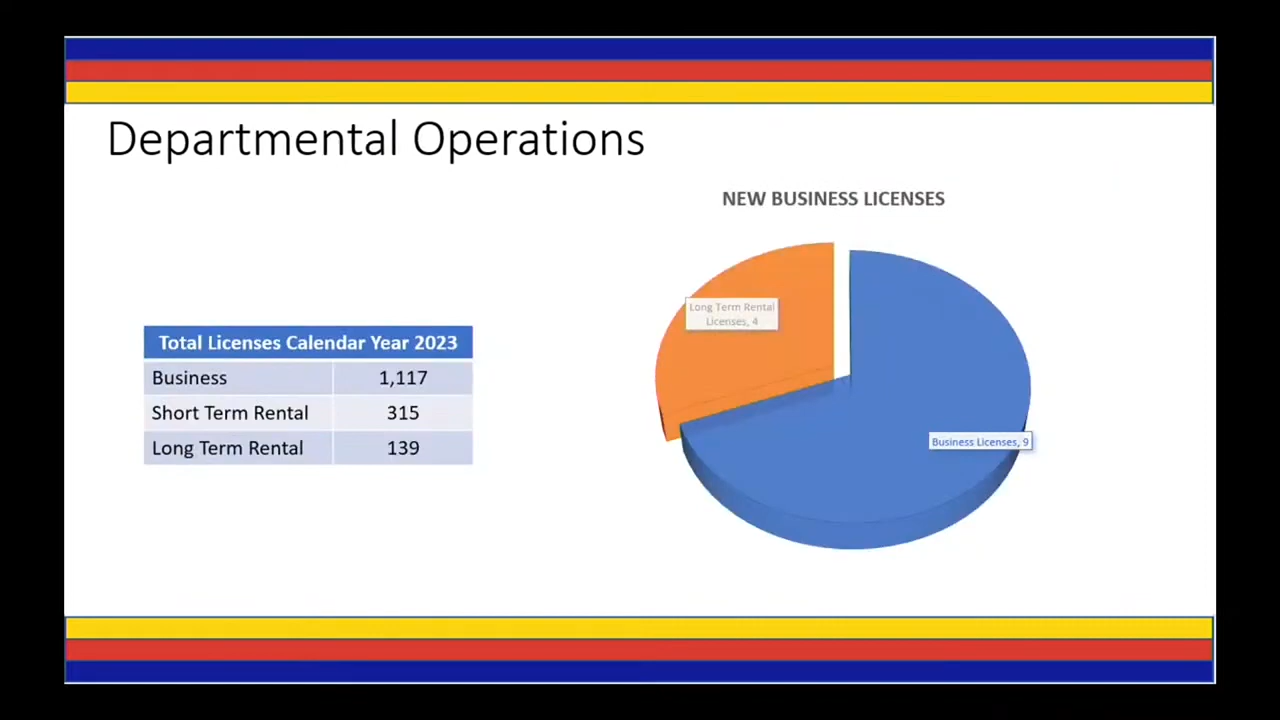 Departmental Operations
NEW BUSINESS LICENSES
Long Term Rental
Licenses, 4
Business Licenses, 9
Total Licenses Calendar Year 2023
Business 1,117
Short Term Rental 315
Long Term Rental 139